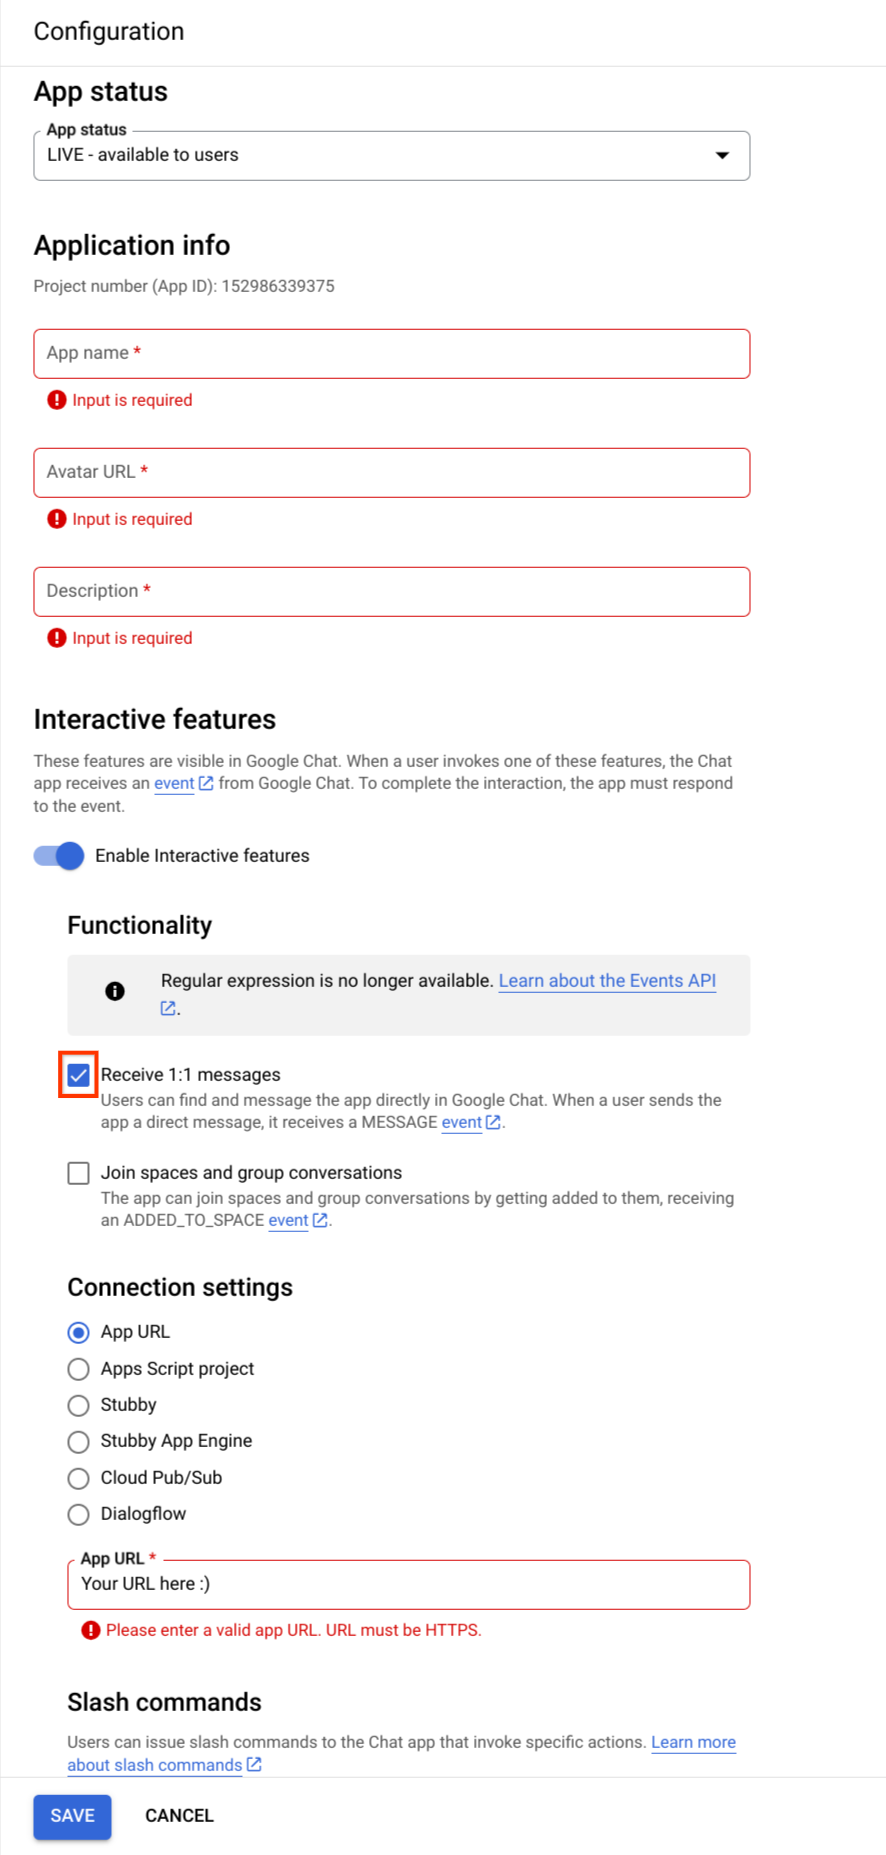 Configuration
App status
App status
LIVE - available to users
Application info
Project number (App ID): 152986339375
App name *
Input is required
Avatar URL *
Input is required
Description *
Input is required
Interactive features
These features are visible in Google Chat. When a user invokes one of these features, the Chat
app receives an event from Google Chat. To complete the interaction, the app must respond
to the event.
Enable Interactive features
Functionality
Regular expression is no longer available. Learn about the Events API
.
Receive 1:1 messages
Users can find and message the app directly in Google Chat. When a user sends the
app a direct message, it receives a MESSAGE event.
Join spaces and group conversations
The app can join spaces and group conversations by getting added to them, receiving
an ADDED_TO_SPACE event.
Connection settings
App URL
Apps Script project
Stubby
Stubby App Engine
Cloud Pub/Sub
Dialogflow
App URL *
Your URL here :)
Please enter a valid app URL. URL must be HTTPS.
Slash commands
Users can issue slash commands to the Chat app that invoke specific actions. Learn more
about slash commands
SAVE CANCEL